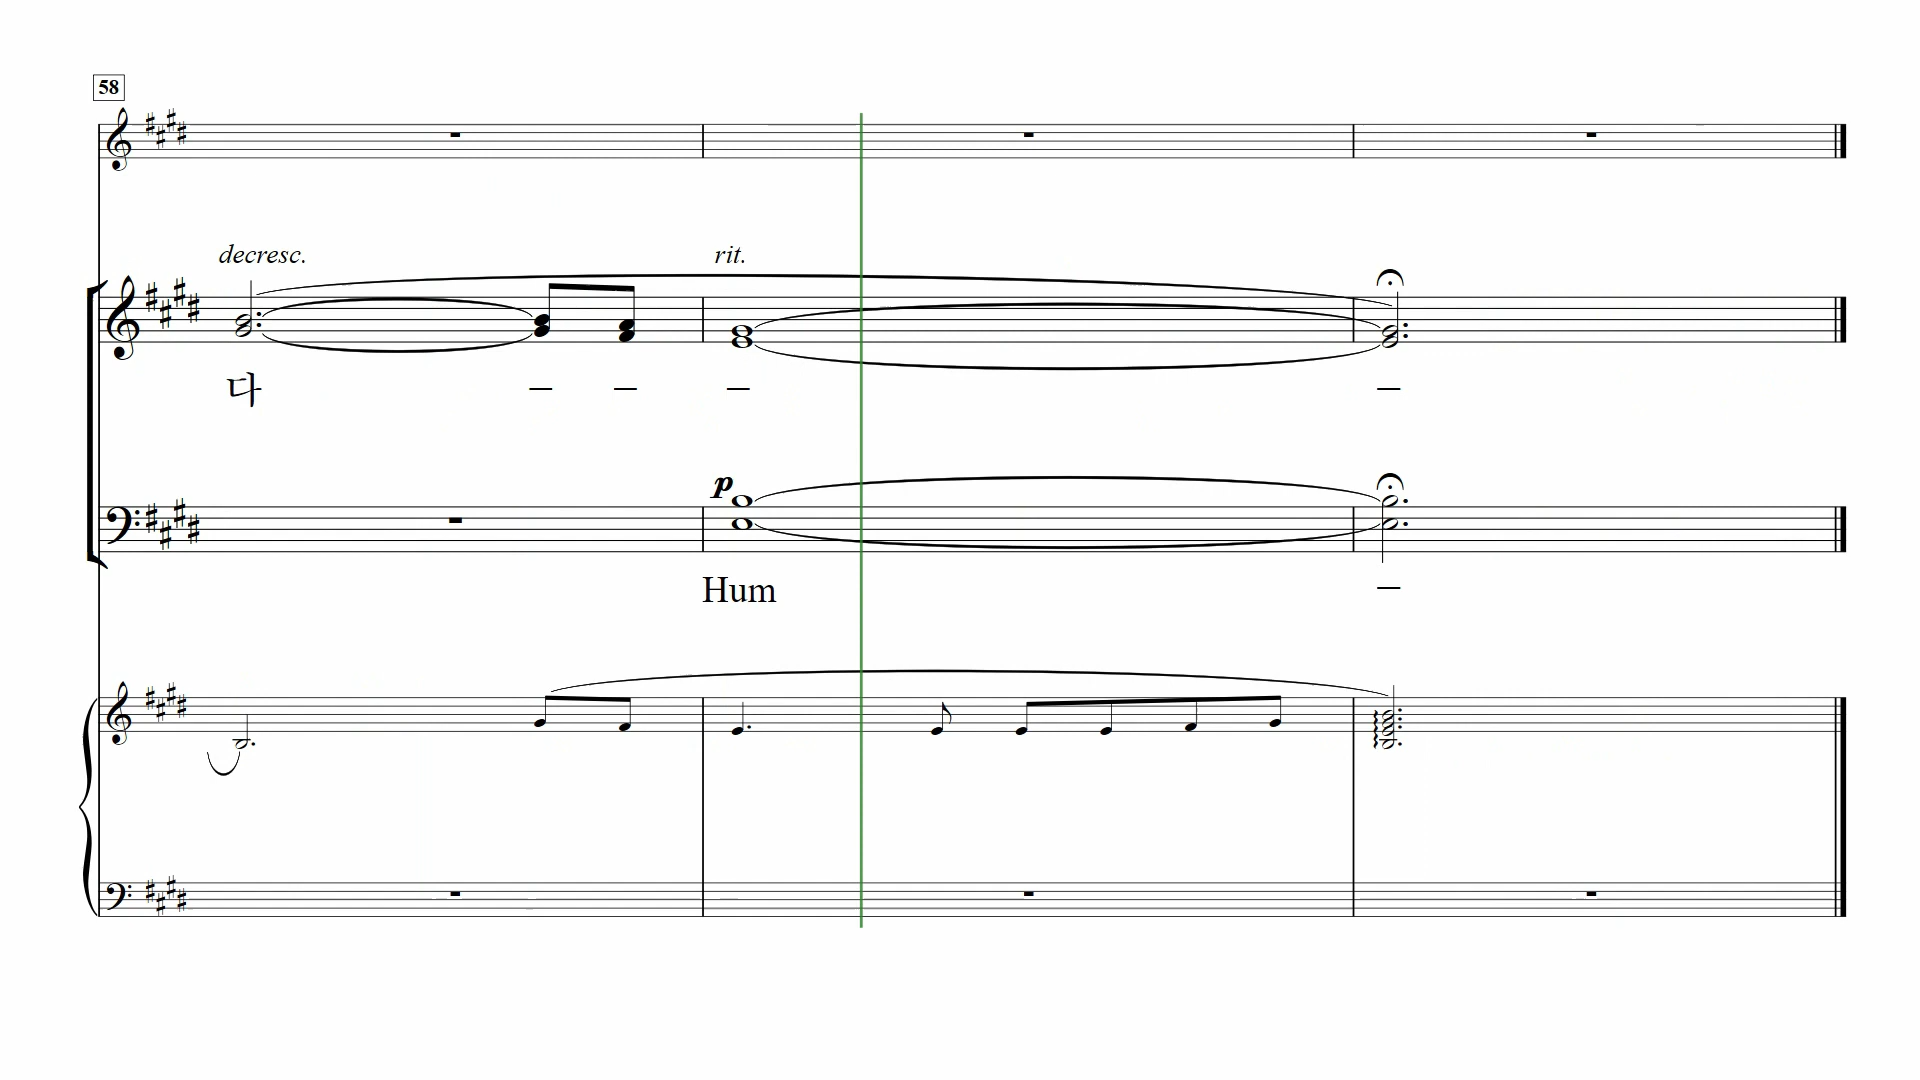 58
decresc. rit.
다 – – – –
p
Hum –